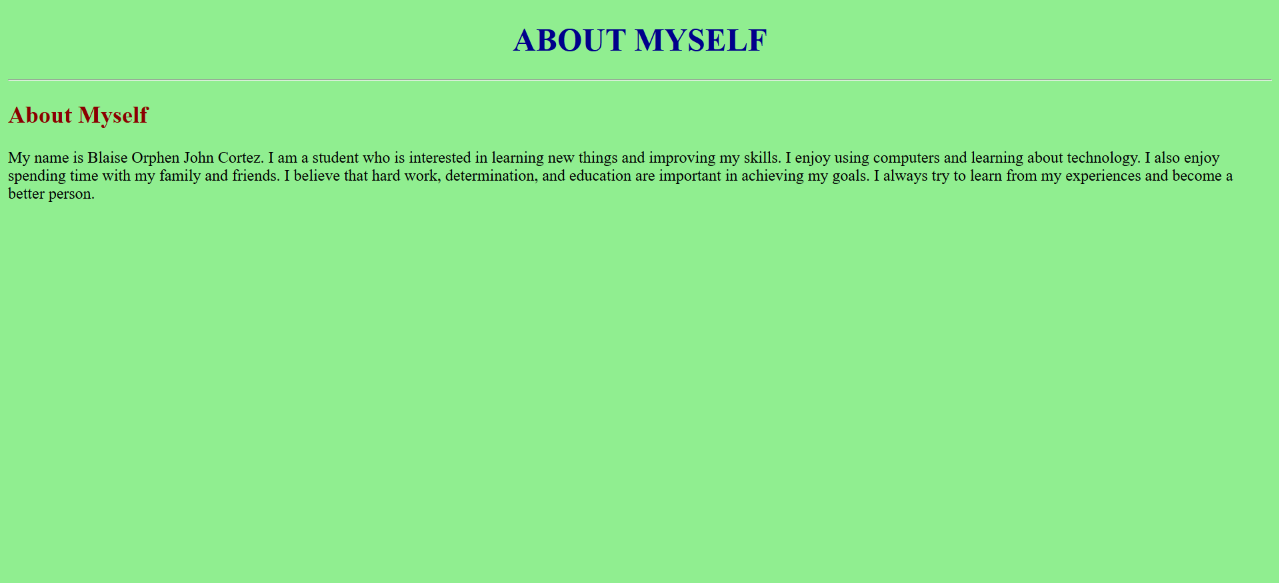 ABOUT MYSELF
About Myself
My name is Blaise Orphen John Cortez. I am a student who is interested in learning new things and improving my skills. I enjoy using computers and learning about technology. I also enjoy
spending time with my family and friends. I believe that hard work, determination, and education are important in achieving my goals. I always try to learn from my experiences and become a
better person.